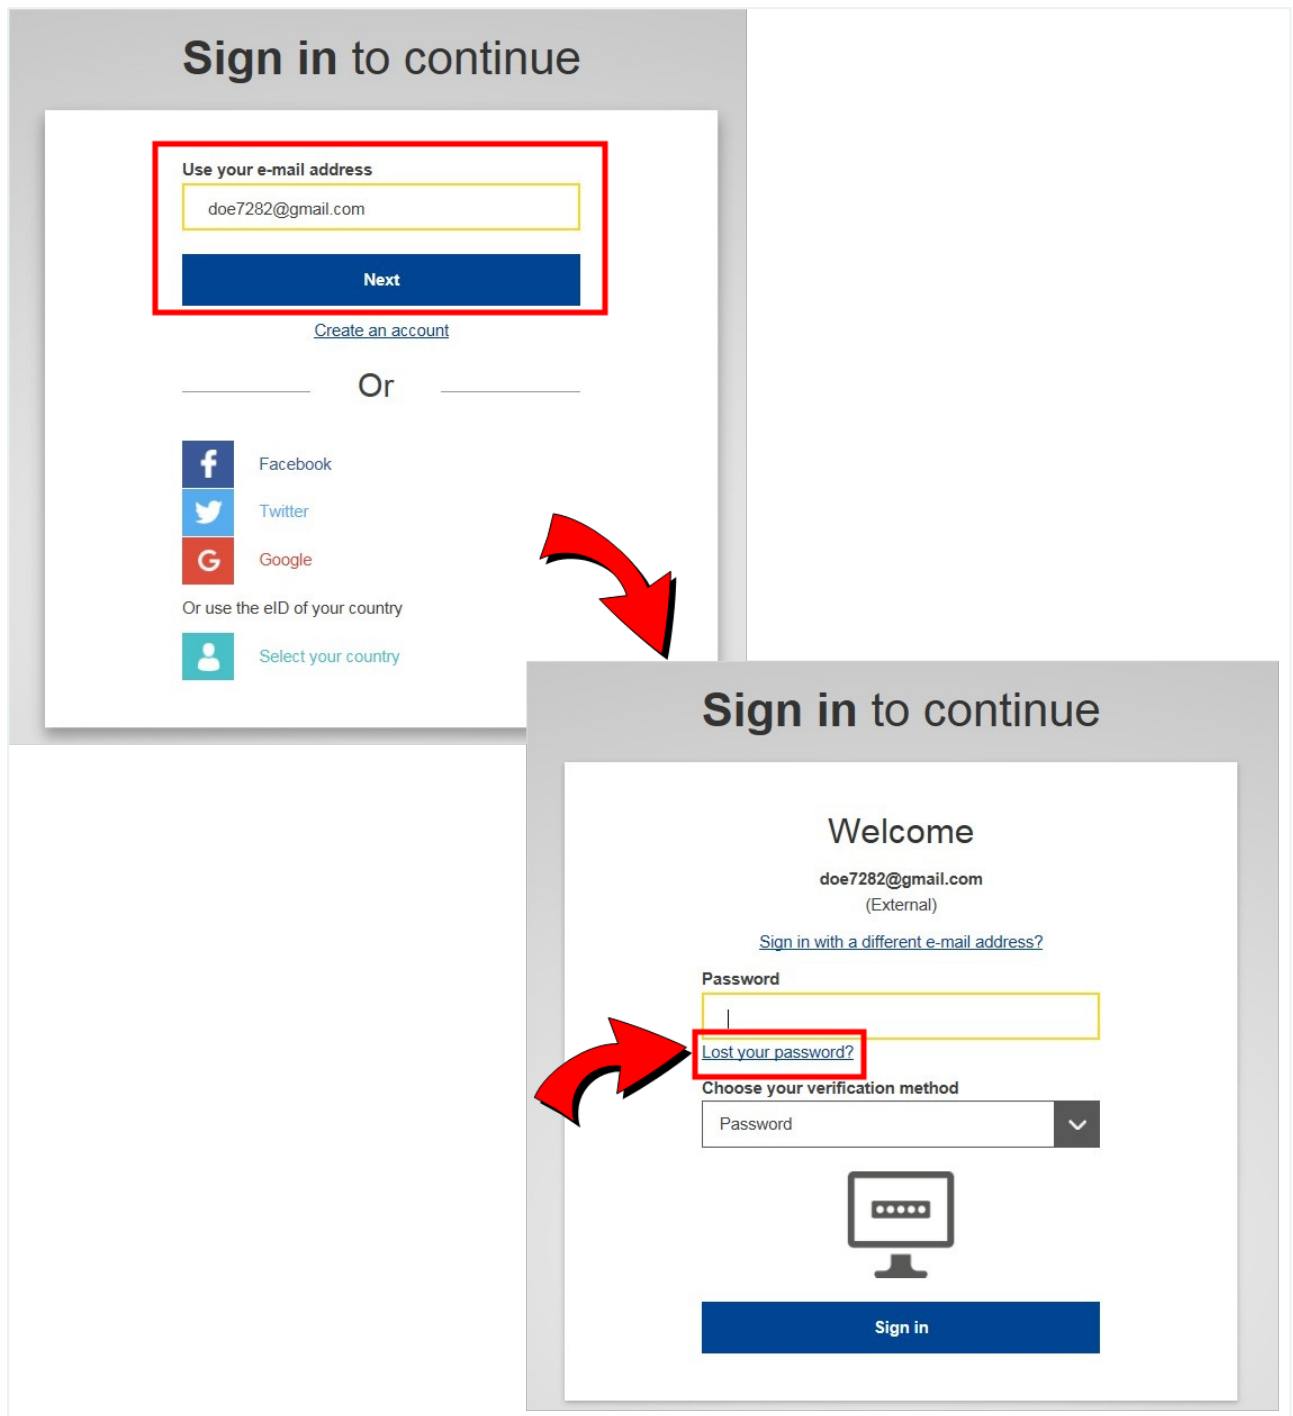 Sign in to continue
Use your e-mail address
doe7282@gmail.com
Next
Create an account
Or
Facebook
Twitter
Google
Or use the eID of your country
Select your country
Sign in to continue
Welcome
doe7282@gmail.com
(External)
Sign in with a different e-mail address?
Password
Lost your password?
Choose your verification method
Password
Sign in